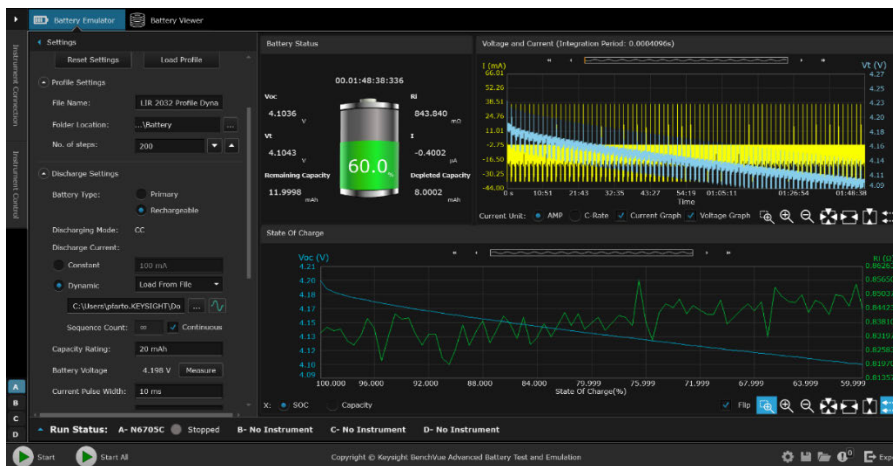 Battery Emulator Battery Viewer
Settings
Reset Settings Load Profile
Profile Settings
File Name: LIR 2032 Profile Dyna
Folder Location: ...\Battery ...
No. of steps: 200
Discharge Settings
Battery Type: Primary
Rechargeable
Discharging Mode: CC
Discharge Current:
Constant 100 mA
Dynamic Load From File
C:\Users\pfarto.KEYSIGHT\Do ...
Sequence Count: ∞ Continuous
Capacity Rating: 20 mAh
Battery Voltage 4.198 V Measure
Current Pulse Width: 10 ms
Instrument Connection
Instrument Control
A
B
C
D
Battery Status
00.01:48:38:336
Voc Ri
4.1036 V 843.840 mΩ
Vt I
4.1043 V -0.4002 µA
60.0 %
Remaining Capacity Depleted Capacity
11.9998 mAh 8.0002 mAh
Voltage and Current (Integration Period: 0.0004096s)
I (mA) Vt (V)
66.01 4.27
52.26 4.25
38.51 4.23
24.76 4.21
11.01 4.18
-2.75 4.16
-16.50 4.14
-30.25 4.11
-44.00 4.09
0 s 10:51 21:43 32:35 43:27 54:19 01:05:11 01:26:54 01:48:38
Time
Current Unit: AMP C-Rate Current Graph Voltage Graph
State Of Charge
Voc (V) Ri (Ω)
4.21
4.20
4.18
4.17
4.15
4.14
4.13
4.12
4.10
4.09
100.000 96.000 92.000 88.000 84.000 79.999 75.999 71.999 67.999 63.999 59.999
State Of Charge(%)
X: SOC Capacity Flip
Run Status: A- N6705C Stopped B- No Instrument C- No Instrument D- No Instrument
Start Start All Copyright © Keysight BenchVue Advanced Battery Test and Emulation Exp